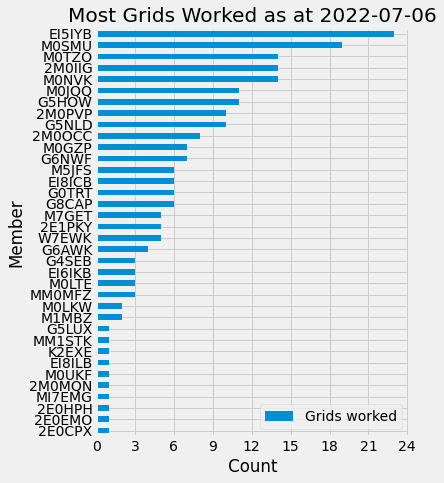 Most Grids Worked as at 2022-07-06
EI5IYB
M0SMU
M0TZO
2M0IIG
M0NVK
M0JQQ
G5HOW
2M0PVP
G5NLD
2M0OCC
M0GZP
G6NWF
M5JFS
EI8ICB
G0TRT
G8CAP
M7GET
2E1PKY
W7EWK
G6AWK
G4SEB
EI6IKB
M0LTE
MM0MFZ
M0LKW
M1MBZ
G5LUX
MM1STK
K2EXE
EI8ILB
M0UKF
2M0MQN
MI7EMG
2E0HPH
2E0EMO
2E0CPX
Member
Grids worked
0 3 6 9 12 15 18 21 24
Count